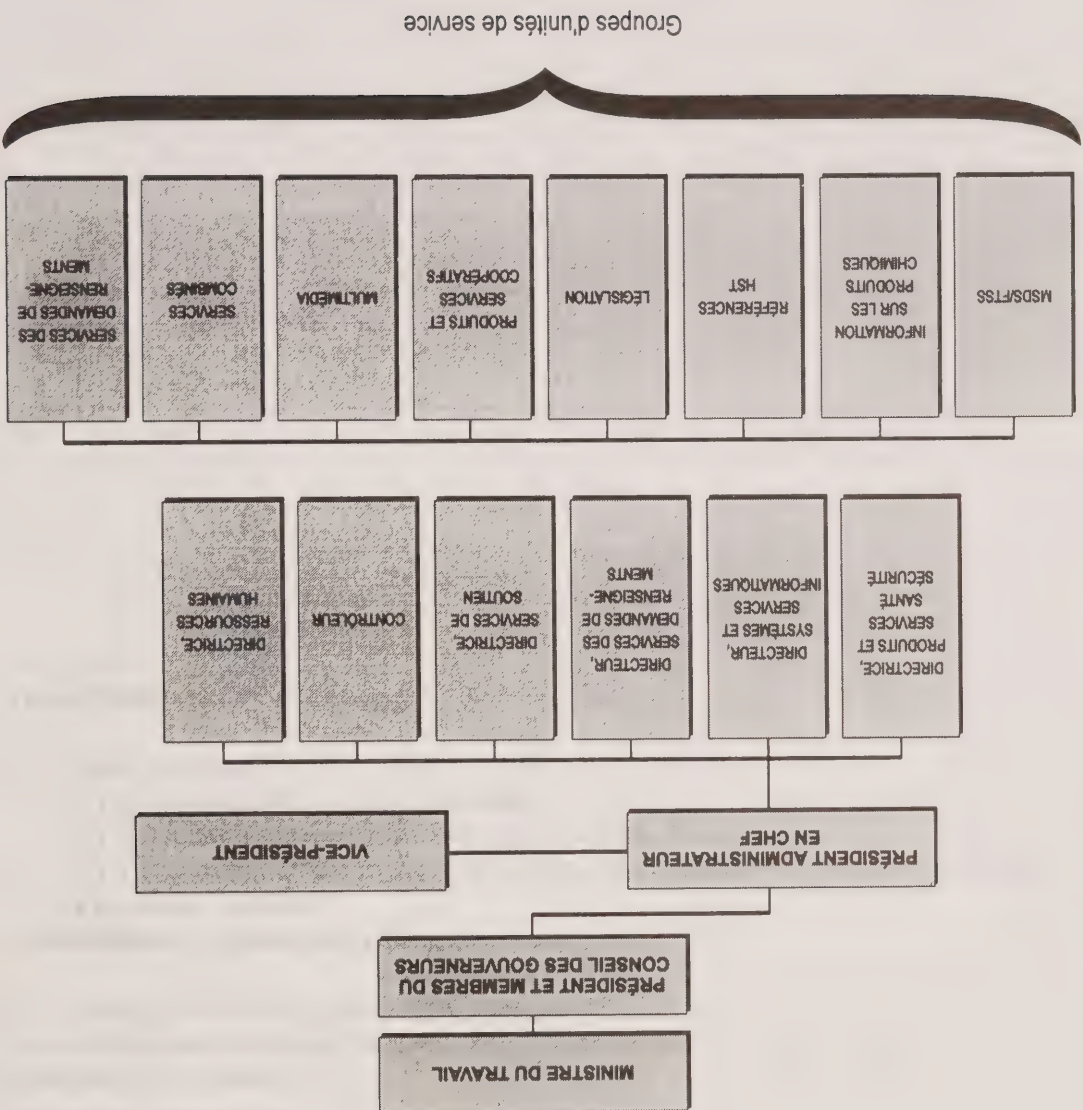 MINISTRE DU TRAVAIL
PRÉSIDENT ET MEMBRES DU
CONSEIL DES GOUVERNEURS
PRÉSIDENT ADMINISTRATEUR
EN CHEF
VICE-PRÉSIDENT
DIRECTRICE,
PRODUITS ET
SERVICES
SANTÉ
SÉCURITÉ
DIRECTEUR,
SYSTÈMES ET
SERVICES
INFORMATIQUES
DIRECTEUR,
SERVICES DES
DEMANDES DE
RENSEIGNE-
MENTS
DIRECTRICE,
SERVICES DE
SOUTIEN
CONTRÔLEUR
DIRECTRICE,
RESSOURCES
HUMAINES
MSDS/FTSS
INFORMATION
SUR LES
PRODUITS
CHIMIQUES
RÉFÉRENCES
HST
LÉGISLATION
PRODUITS ET
SERVICES
COOPÉRATIFS
MULTIMÉDIA
SERVICES
COMBINÉS
SERVICES DES
DEMANDES DE
RENSEIGNE-
MENTS
Groupes d'unités de service